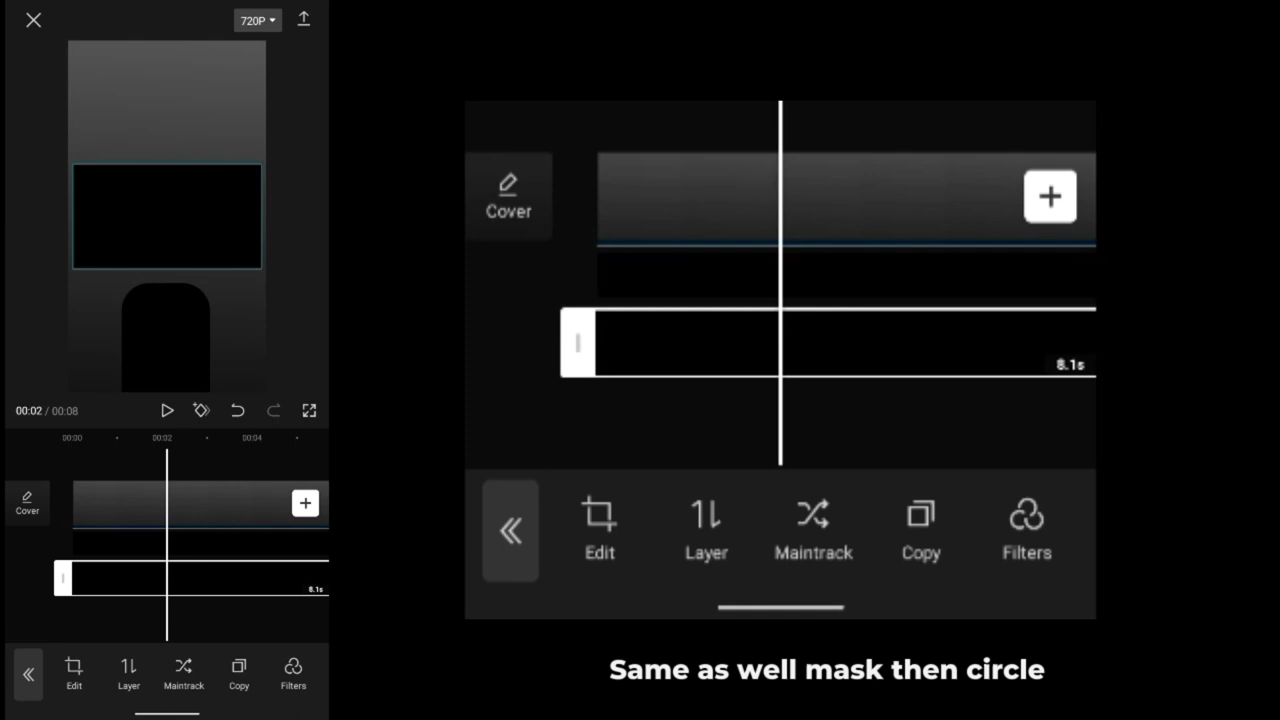 720P
00:02 / 00:08
00:00
00:02
00:04
Cover
8.1s
Edit
Layer
Maintrack
Copy
Filters
Cover
8.1s
Edit
Layer
Maintrack
Copy
Filters
Same as well mask then circle